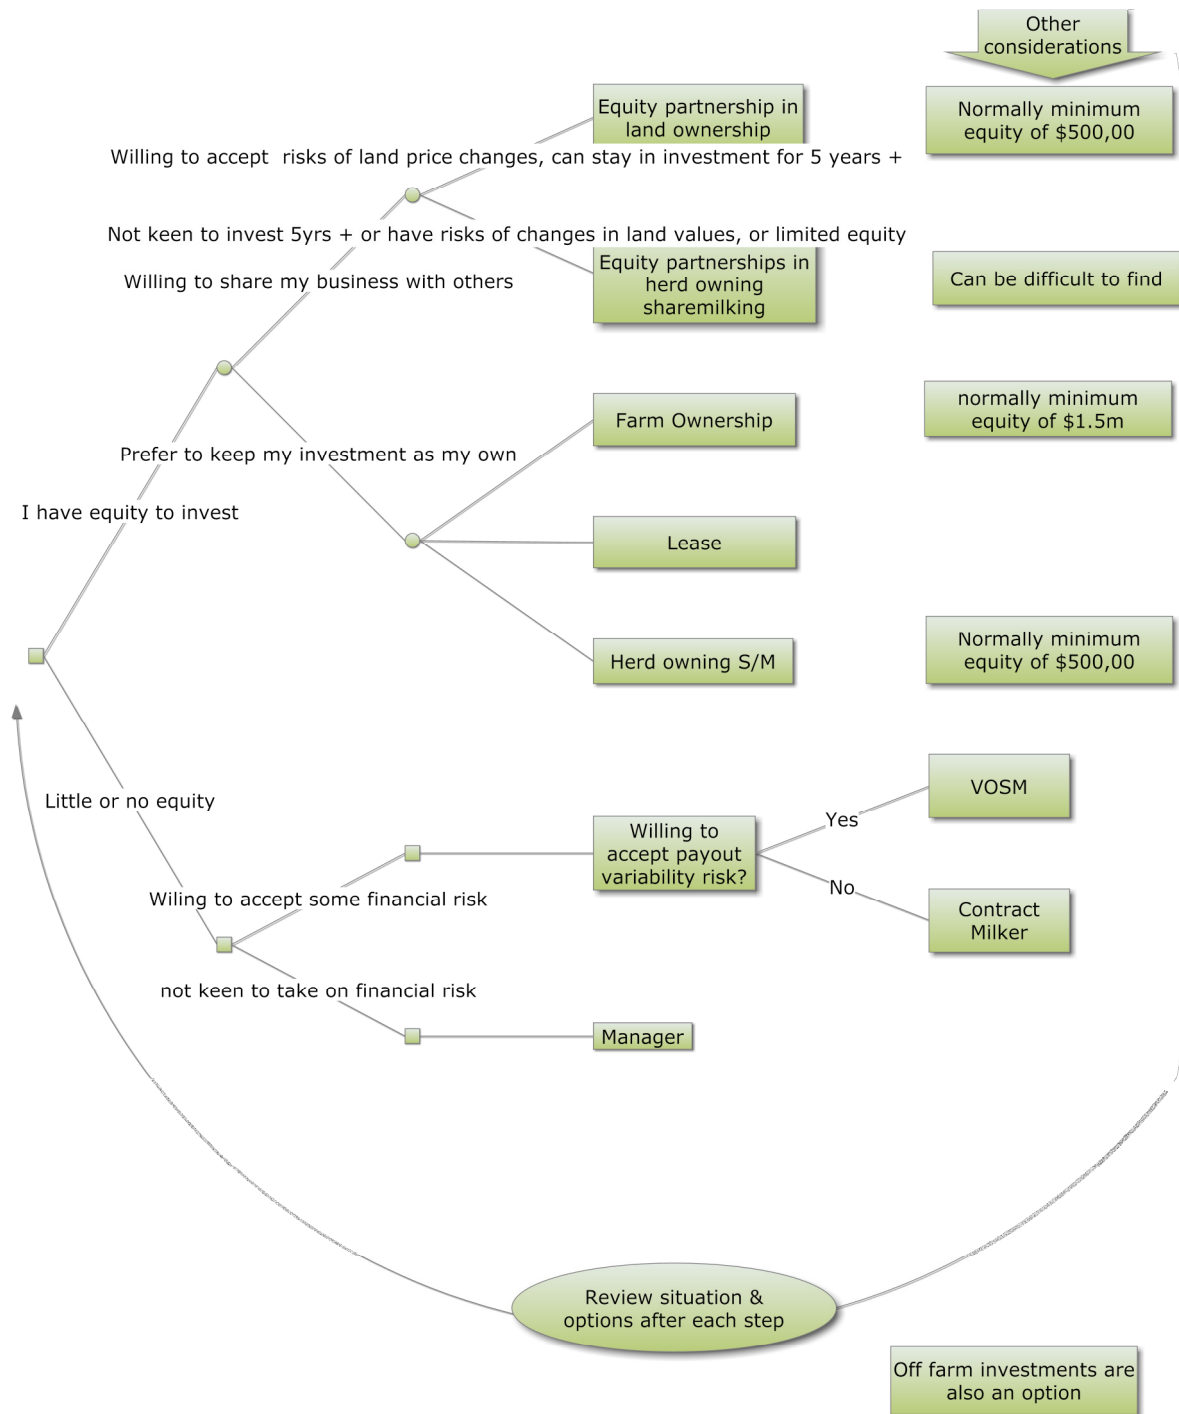 Other
considerations
Equity partnership in
land ownership
Normally minimum
equity of $500,00
Willing to accept  risks of land price changes, can stay in investment for 5 years +
Not keen to invest 5yrs + or have risks of changes in land values, or limited equity
Willing to share my business with others
Equity partnerships in
herd owning
sharemilking
Can be difficult to find
Farm Ownership
normally minimum
equity of $1.5m
Prefer to keep my investment as my own
I have equity to invest
Lease
Herd owning S/M
Normally minimum
equity of $500,00
Little or no equity
Willing to
accept payout
variability risk?
Yes
VOSM
No
Contract
Milker
Wiling to accept some financial risk
not keen to take on financial risk
Manager
Review situation &
options after each step
Off farm investments are
also an option